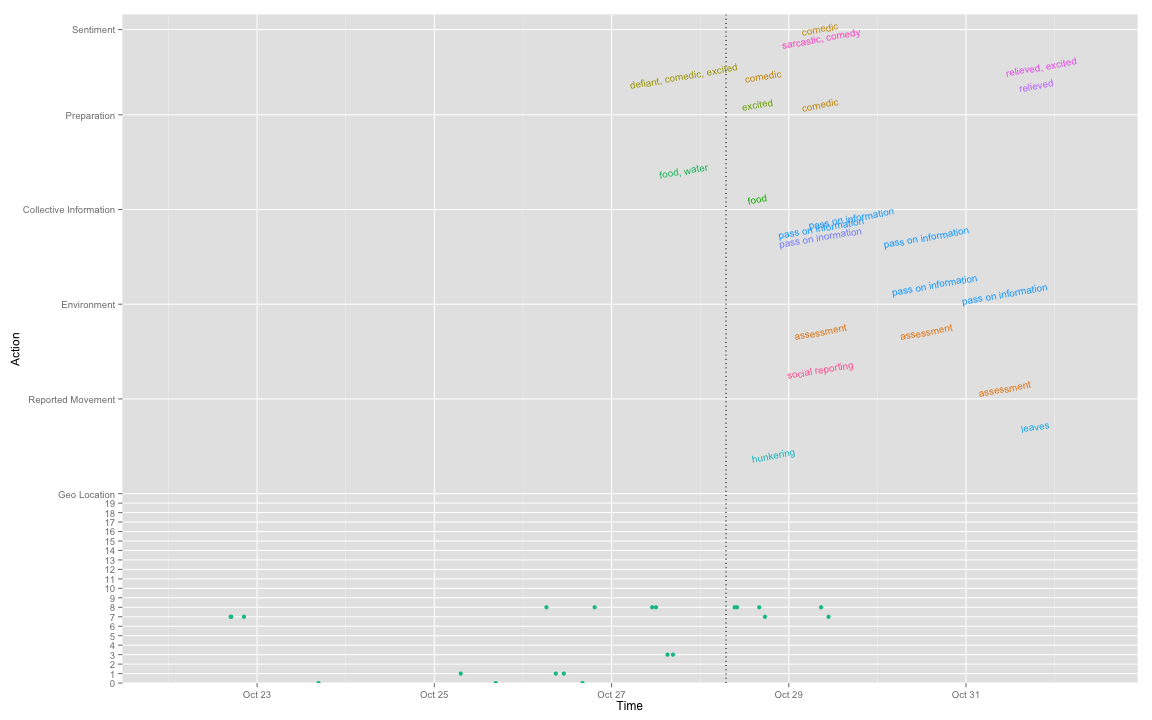 Sentiment
comedic
sarcastic, comedy
defiant, comedic, excited
comedic
relieved, excited
relieved
excited
comedic
Preparation
food, water
food
Collective Information
pass on information
pass on information
pass on inormation
pass on information
pass on information
pass on information
Environment
assessment
assessment
social reporting
assessment
Reported Movement
leaves
hunkering
Action
Geo Location
19
18
17
16
15
14
13
12
11
10
9
8
7
6
5
4
3
2
1
0
Oct 23
Oct 25
Oct 27
Oct 29
Oct 31
Time